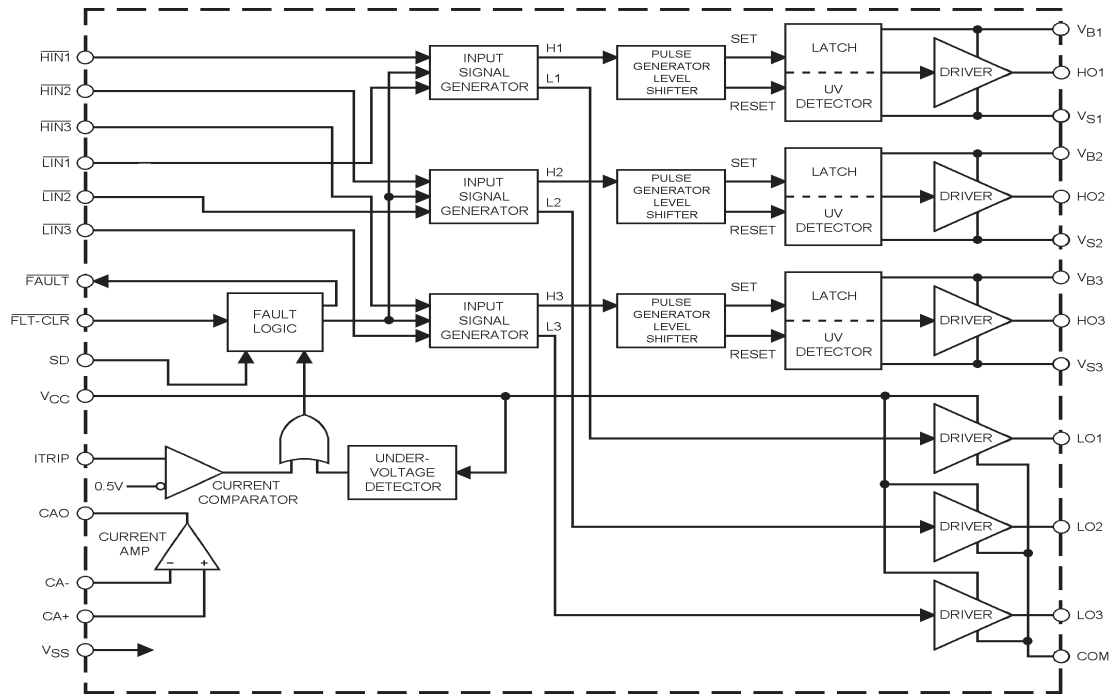 HIN1
HIN2
HIN3
LIN1
LIN2
LIN3
FAULT
FLT-CLR
SD
VCC
ITRIP
0.5V
CAO
CA-
CA+
VSS
INPUT
SIGNAL
GENERATOR
H1
L1
PULSE
GENERATOR
LEVEL
SHIFTER
SET
RESET
LATCH
UV
DETECTOR
DRIVER
VB1
HO1
VS1
INPUT
SIGNAL
GENERATOR
H2
L2
PULSE
GENERATOR
LEVEL
SHIFTER
SET
RESET
LATCH
UV
DETECTOR
DRIVER
VB2
HO2
VS2
INPUT
SIGNAL
GENERATOR
H3
L3
PULSE
GENERATOR
LEVEL
SHIFTER
SET
RESET
LATCH
UV
DETECTOR
DRIVER
VB3
HO3
VS3
FAULT
LOGIC
UNDER-
VOLTAGE
DETECTOR
CURRENT
COMPARATOR
CURRENT
AMP
-
+
DRIVER
LO1
DRIVER
LO2
DRIVER
LO3
COM